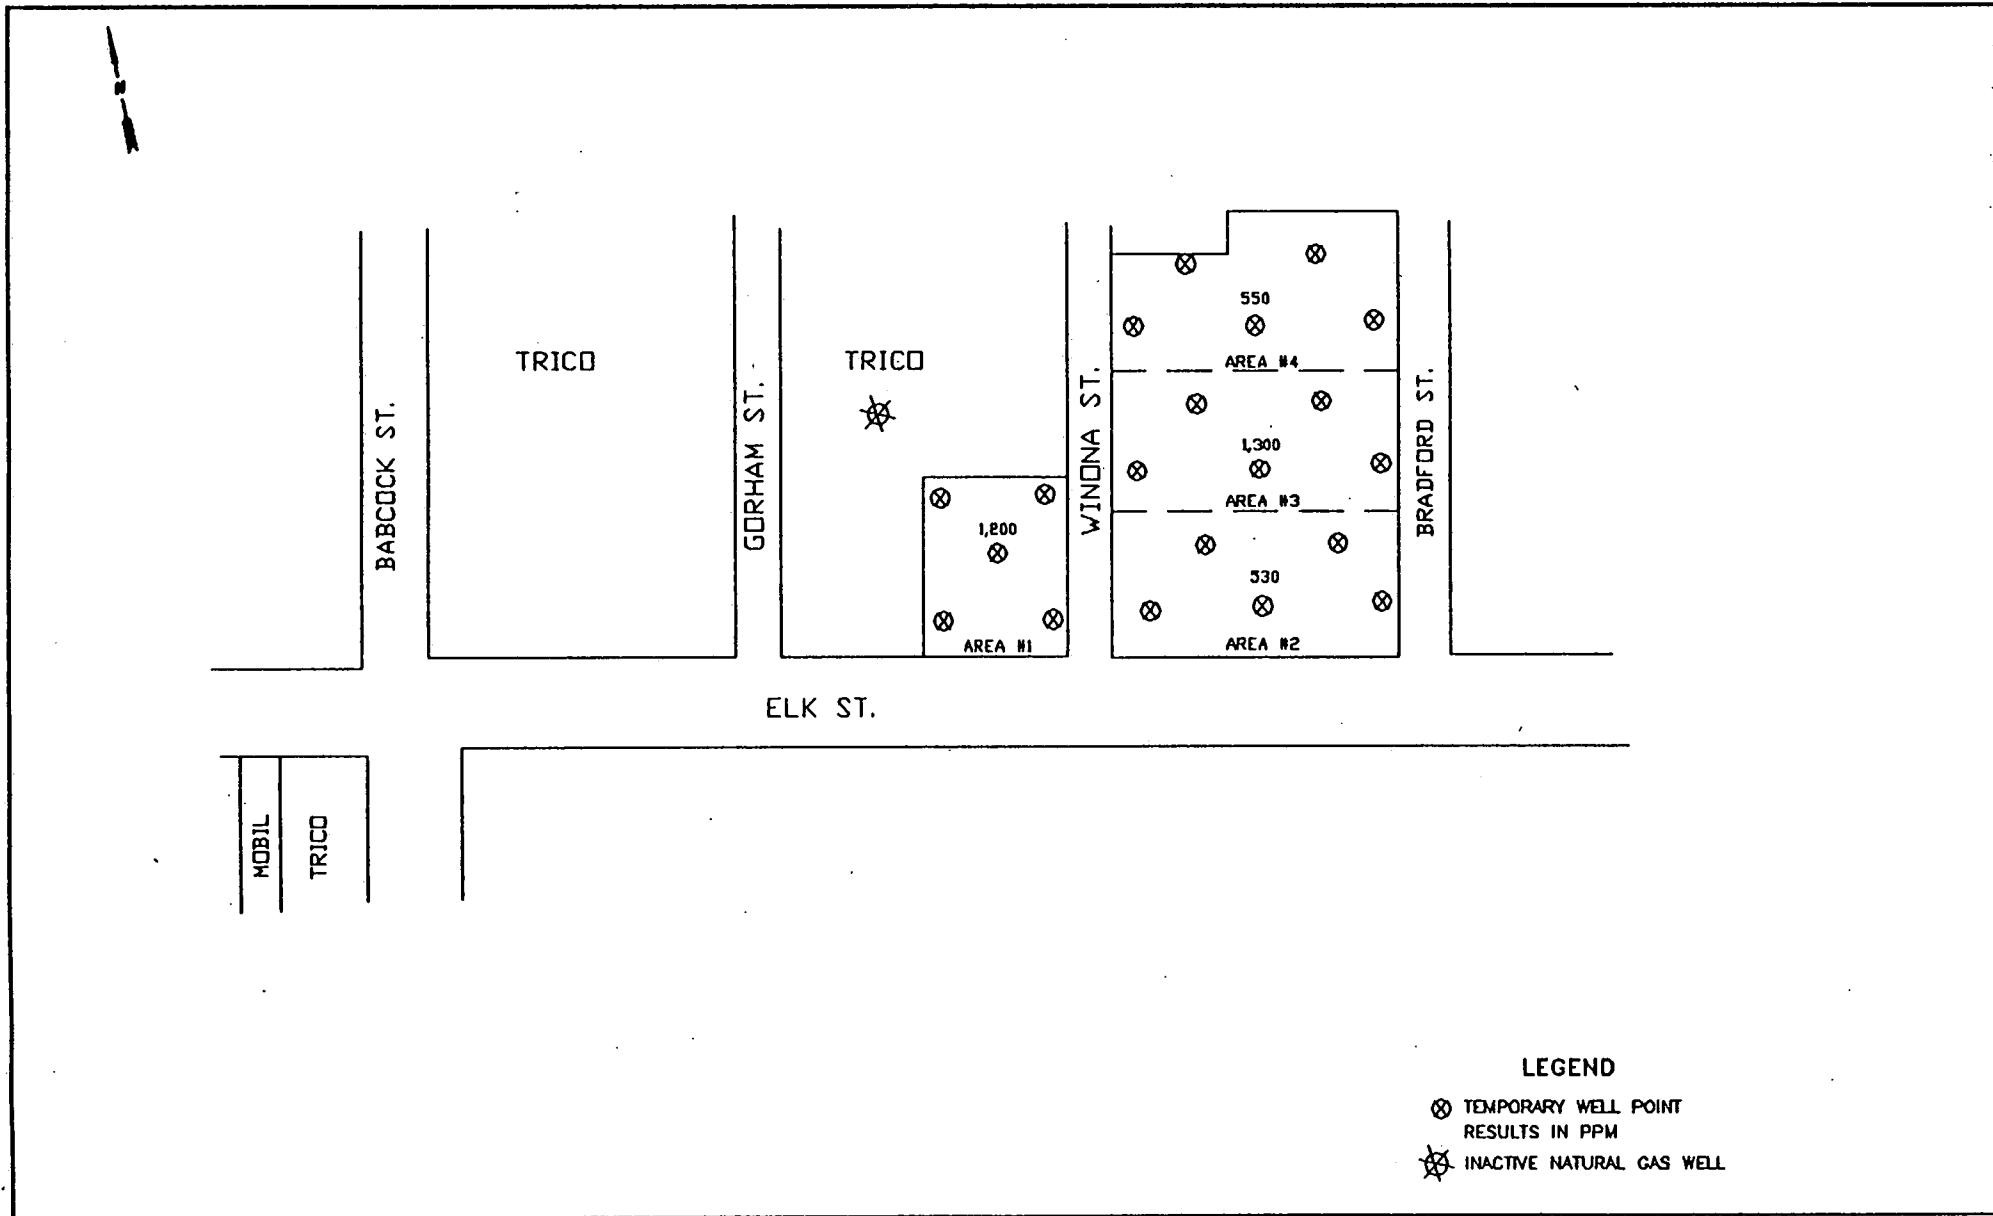 N
550
AREA #4
TRICO
TRICO
BABCOCK ST.
GORHAM ST.
WINONA ST.
BRADFORD ST.
1,300
AREA #3
1,200
AREA #1
530
AREA #2
ELK ST.
MOBIL
TRICO
LEGEND
TEMPORARY WELL POINT
RESULTS IN PPM
INACTIVE NATURAL GAS WELL